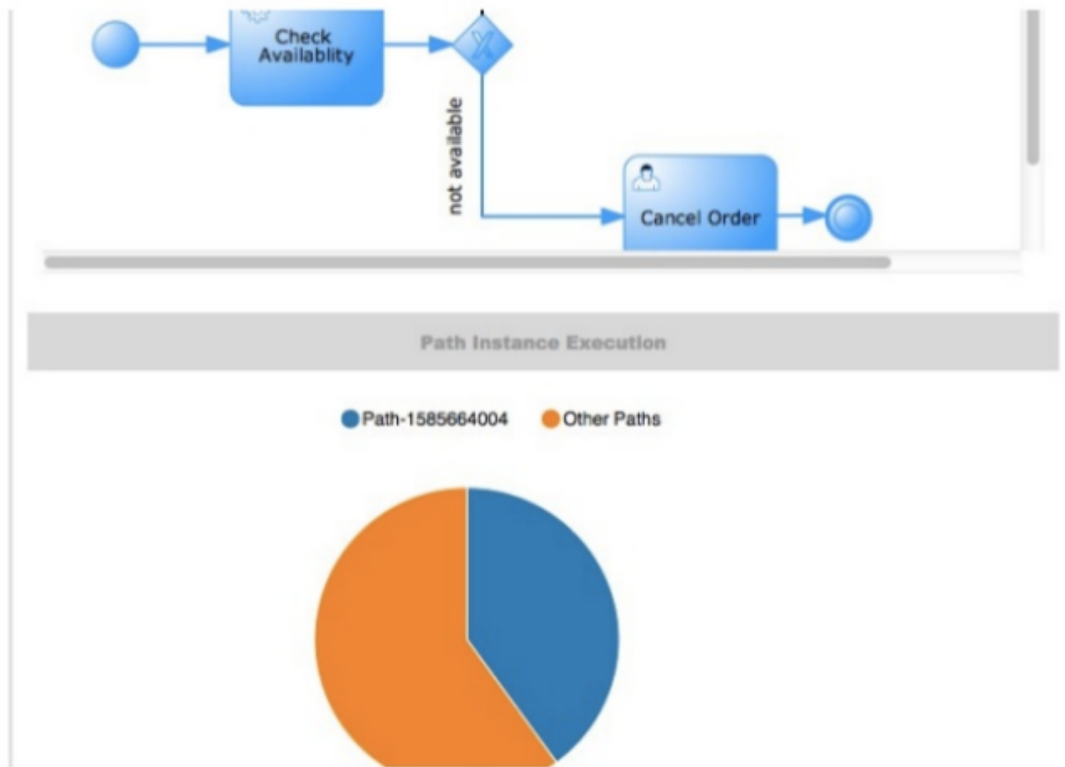 Check
Availablity
X
not available
Cancel Order
Path Instance Execution
Path-1585664004
Other Paths